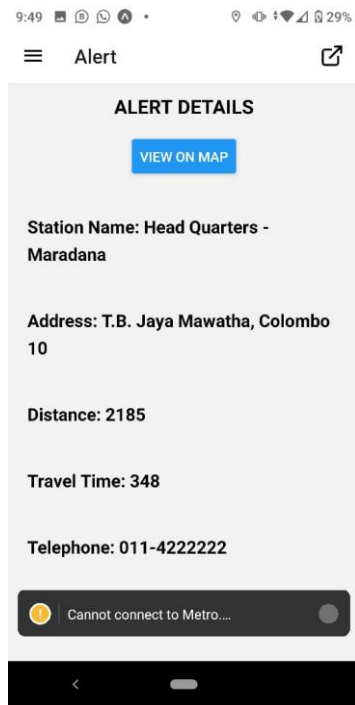 9:49 29%
Alert
ALERT DETAILS
VIEW ON MAP
Station Name: Head Quarters -
Maradana
Address: T.B. Jaya Mawatha, Colombo
10
Distance: 2185
Travel Time: 348
Telephone: 011-4222222
Cannot connect to Metro....